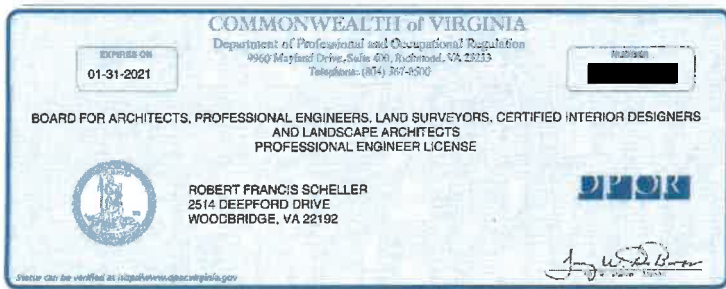 COMMONWEALTH of VIRGINIA
Department of Professional and Occupational Regulation
9960 Mayland Drive, Suite 400, Richmond, VA 23233
Telephone: (804) 367-8500
EXPIRES ON
01-31-2021
NUMBER
BOARD FOR ARCHITECTS, PROFESSIONAL ENGINEERS, LAND SURVEYORS, CERTIFIED INTERIOR DESIGNERS
AND LANDSCAPE ARCHITECTS
PROFESSIONAL ENGINEER LICENSE
ROBERT FRANCIS SCHELLER
2514 DEEPFORD DRIVE
WOODBRIDGE, VA 22192
DPOR
Status can be verified at http://www.dpor.virginia.gov